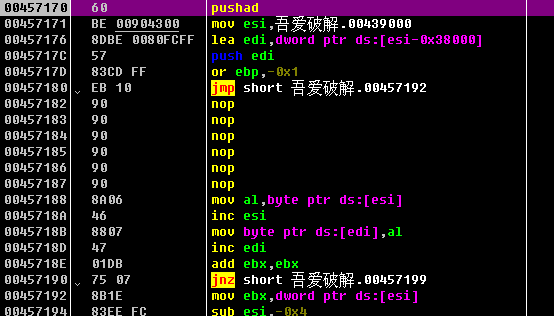 00457170 60 pushad
00457171 BE 00904300 mov esi,吾爱破解.00439000
00457176 8DBE 0080FCFF lea edi,dword ptr ds:[esi-0x38000]
0045717C 57 push edi
0045717D 83CD FF or ebp,-0x1
00457180 EB 10 jmp short 吾爱破解.00457192
00457182 90 nop
00457183 90 nop
00457184 90 nop
00457185 90 nop
00457186 90 nop
00457187 90 nop
00457188 8A06 mov al,byte ptr ds:[esi]
0045718A 46 inc esi
0045718B 8807 mov byte ptr ds:[edi],al
0045718D 47 inc edi
0045718E 01DB add ebx,ebx
00457190 75 07 jnz short 吾爱破解.00457199
00457192 8B1E mov ebx,dword ptr ds:[esi]
00457194 83EE FC sub esi,-0x4